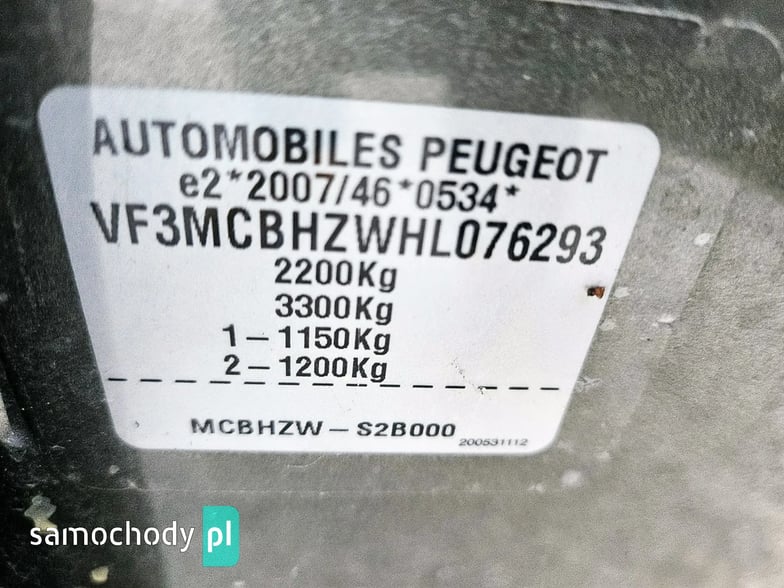 AUTOMOBILES PEUGEOT
e2*2007/46*0534*
VF3MCBHZWHL076293
2200Kg
3300Kg
1-1150Kg
2-1200Kg
MCBHZW-S2B000
200531112
samochody pl